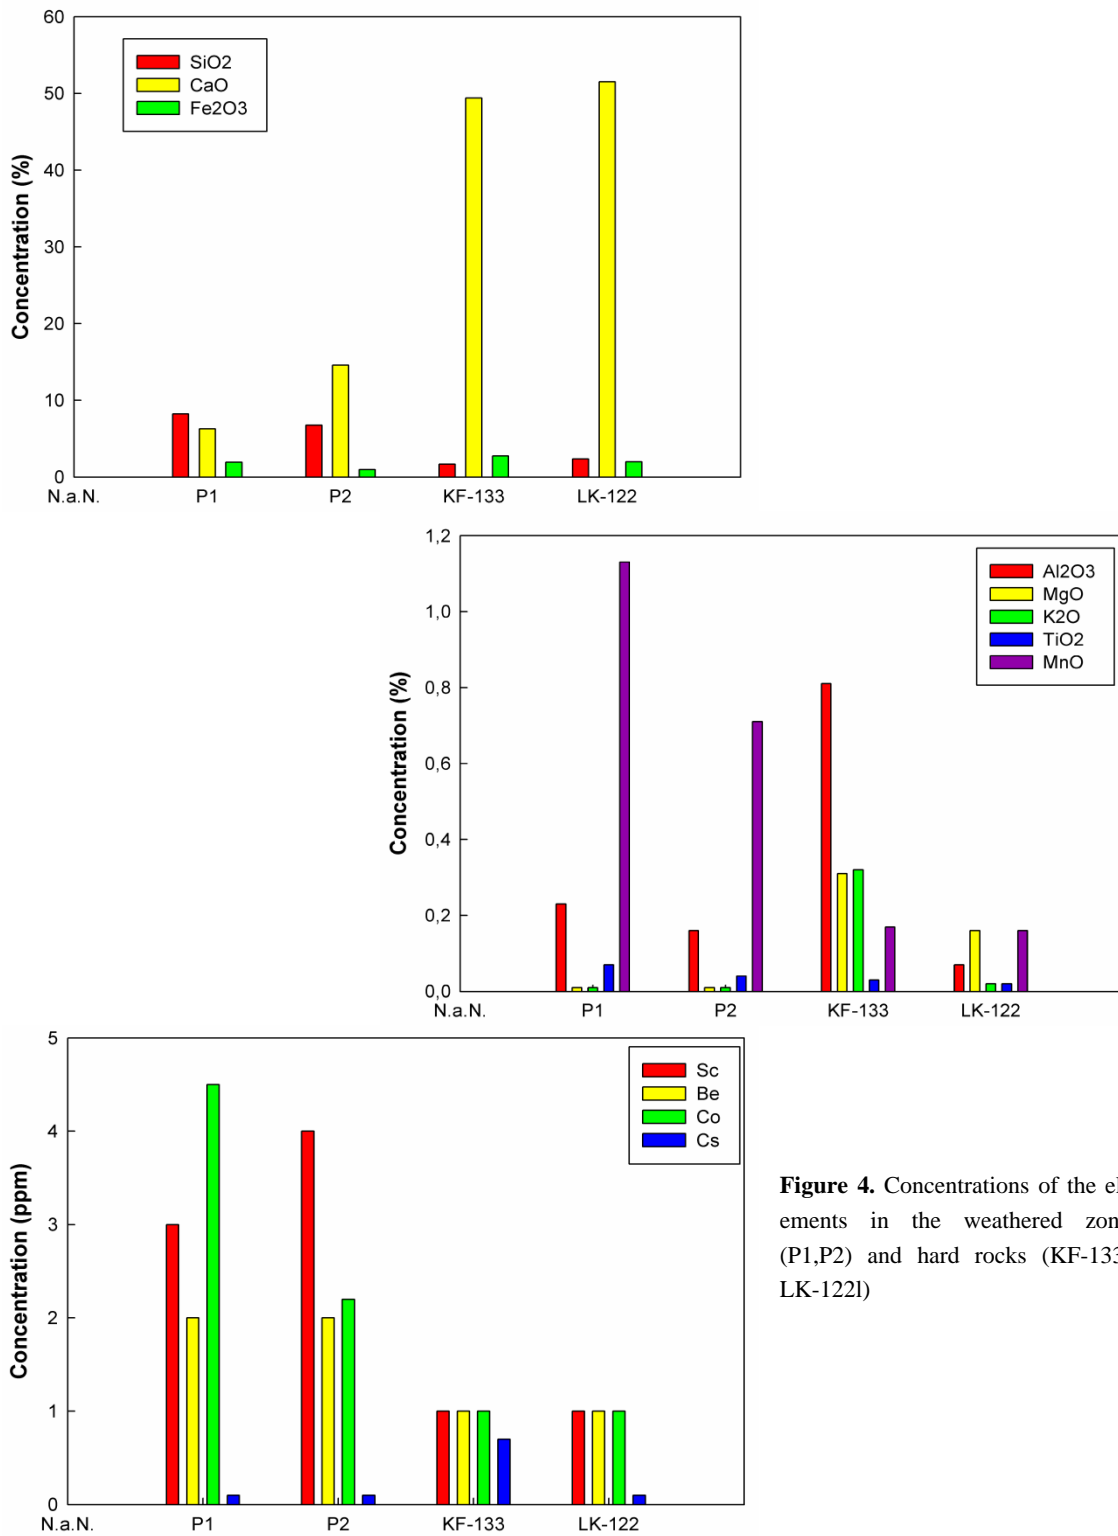 60
50
40
30
20
10
0
Concentration (%)
SiO2
CaO
Fe2O3
N.a.N. P1 P2 KF-133 LK-122
1,2
1,0
0,8
0,6
0,4
0,2
0,0
Concentration (%)
Al2O3
MgO
K2O
TiO2
MnO
N.a.N. P1 P2 KF-133 LK-122
5
4
3
2
1
0
Concentration (ppm)
Sc
Be
Co
Cs
N.a.N. P1 P2 KF-133 LK-122
Figure 4. Concentrations of the el
ements in the weathered zon
(P1,P2) and hard rocks (KF-133
LK-122l)